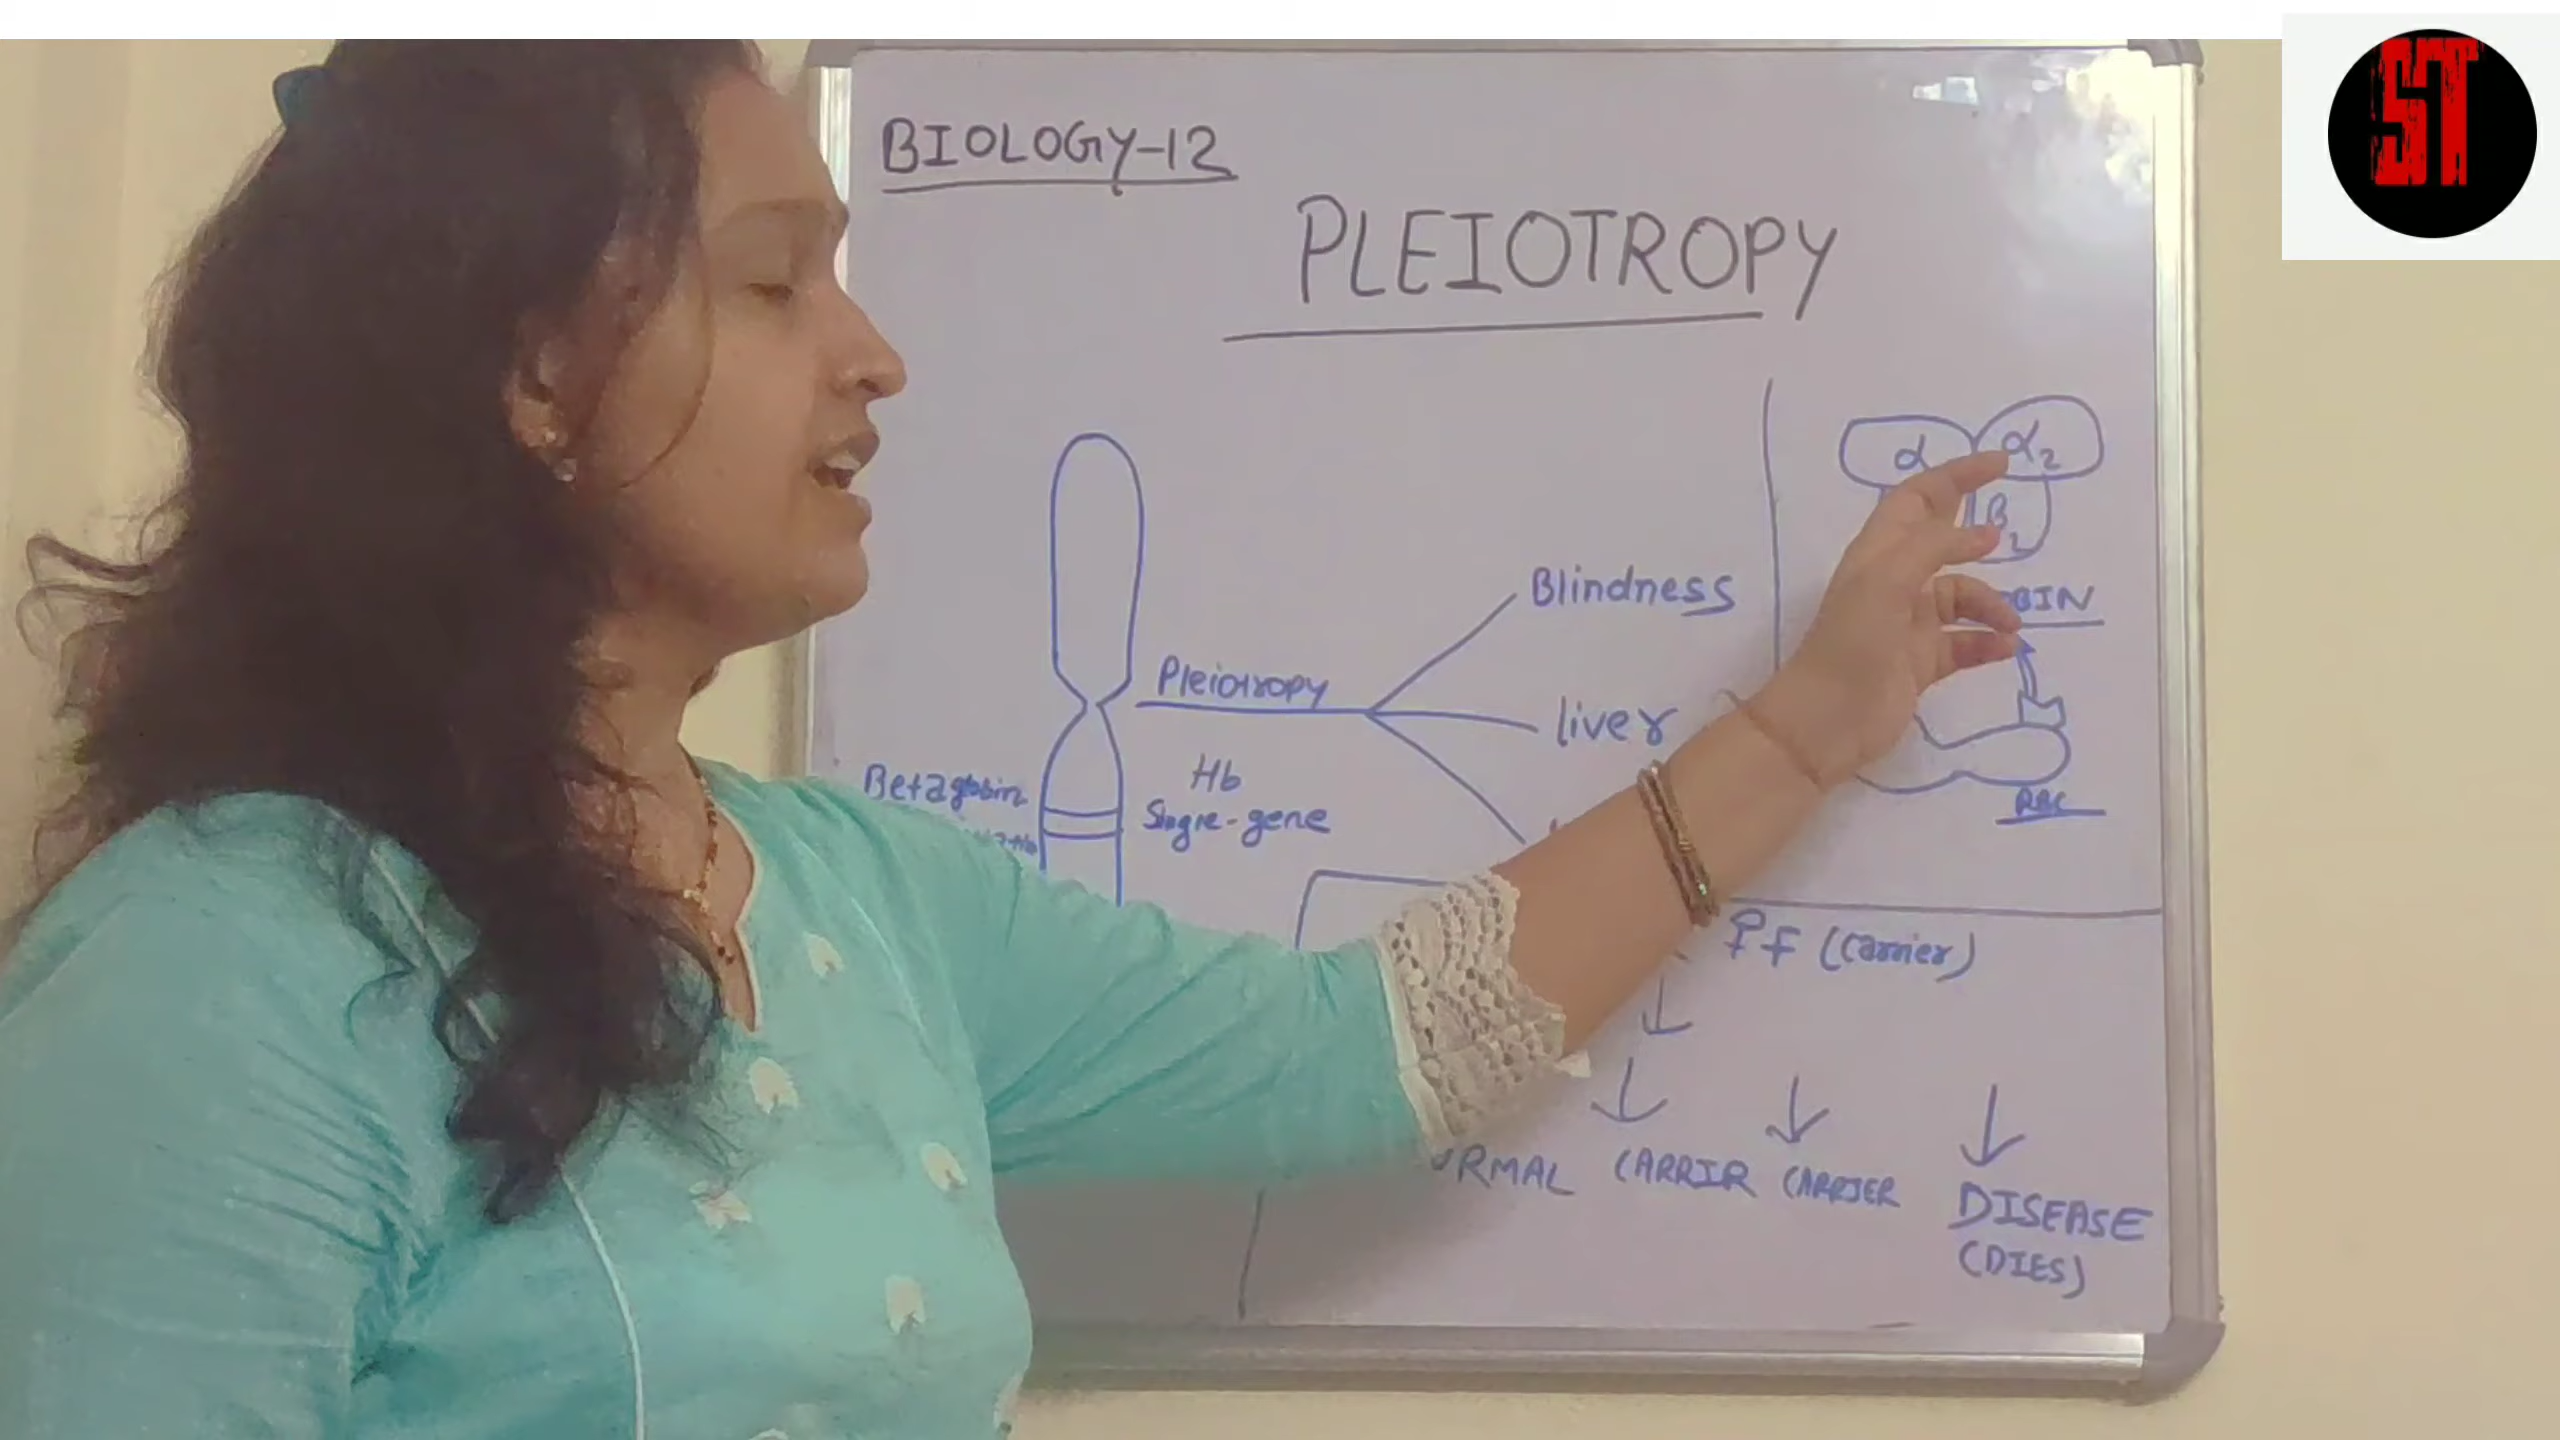 ST
BIOLOGY-12
PLEIOTROPY
α α2
β2
OBIN
RBC
Blindness
Pleiotropy
liver
Betaglobin
Hb
Single-gene
♀F (Carrier)
RMAL CARRIR CARRIER DISEASE
(DIES)